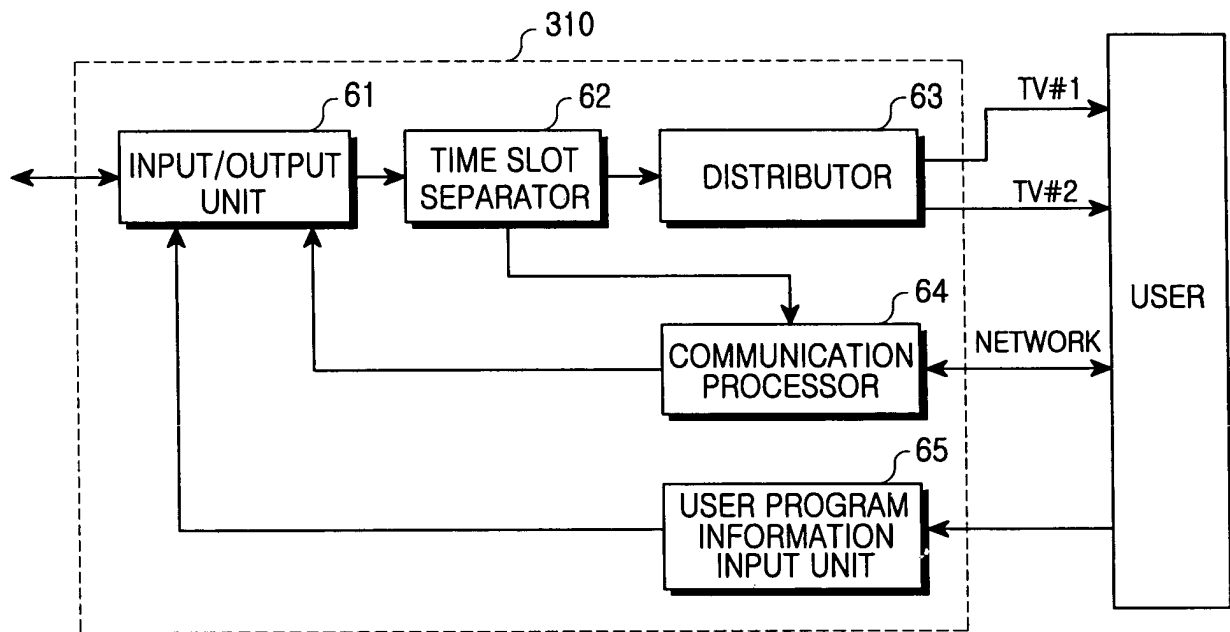 310
61
62
63
TV#1
INPUT/OUTPUT
UNIT
TIME SLOT
SEPARATOR
DISTRIBUTOR
TV#2
USER
64
COMMUNICATION
PROCESSOR
NETWORK
65
USER PROGRAM
INFORMATION
INPUT UNIT